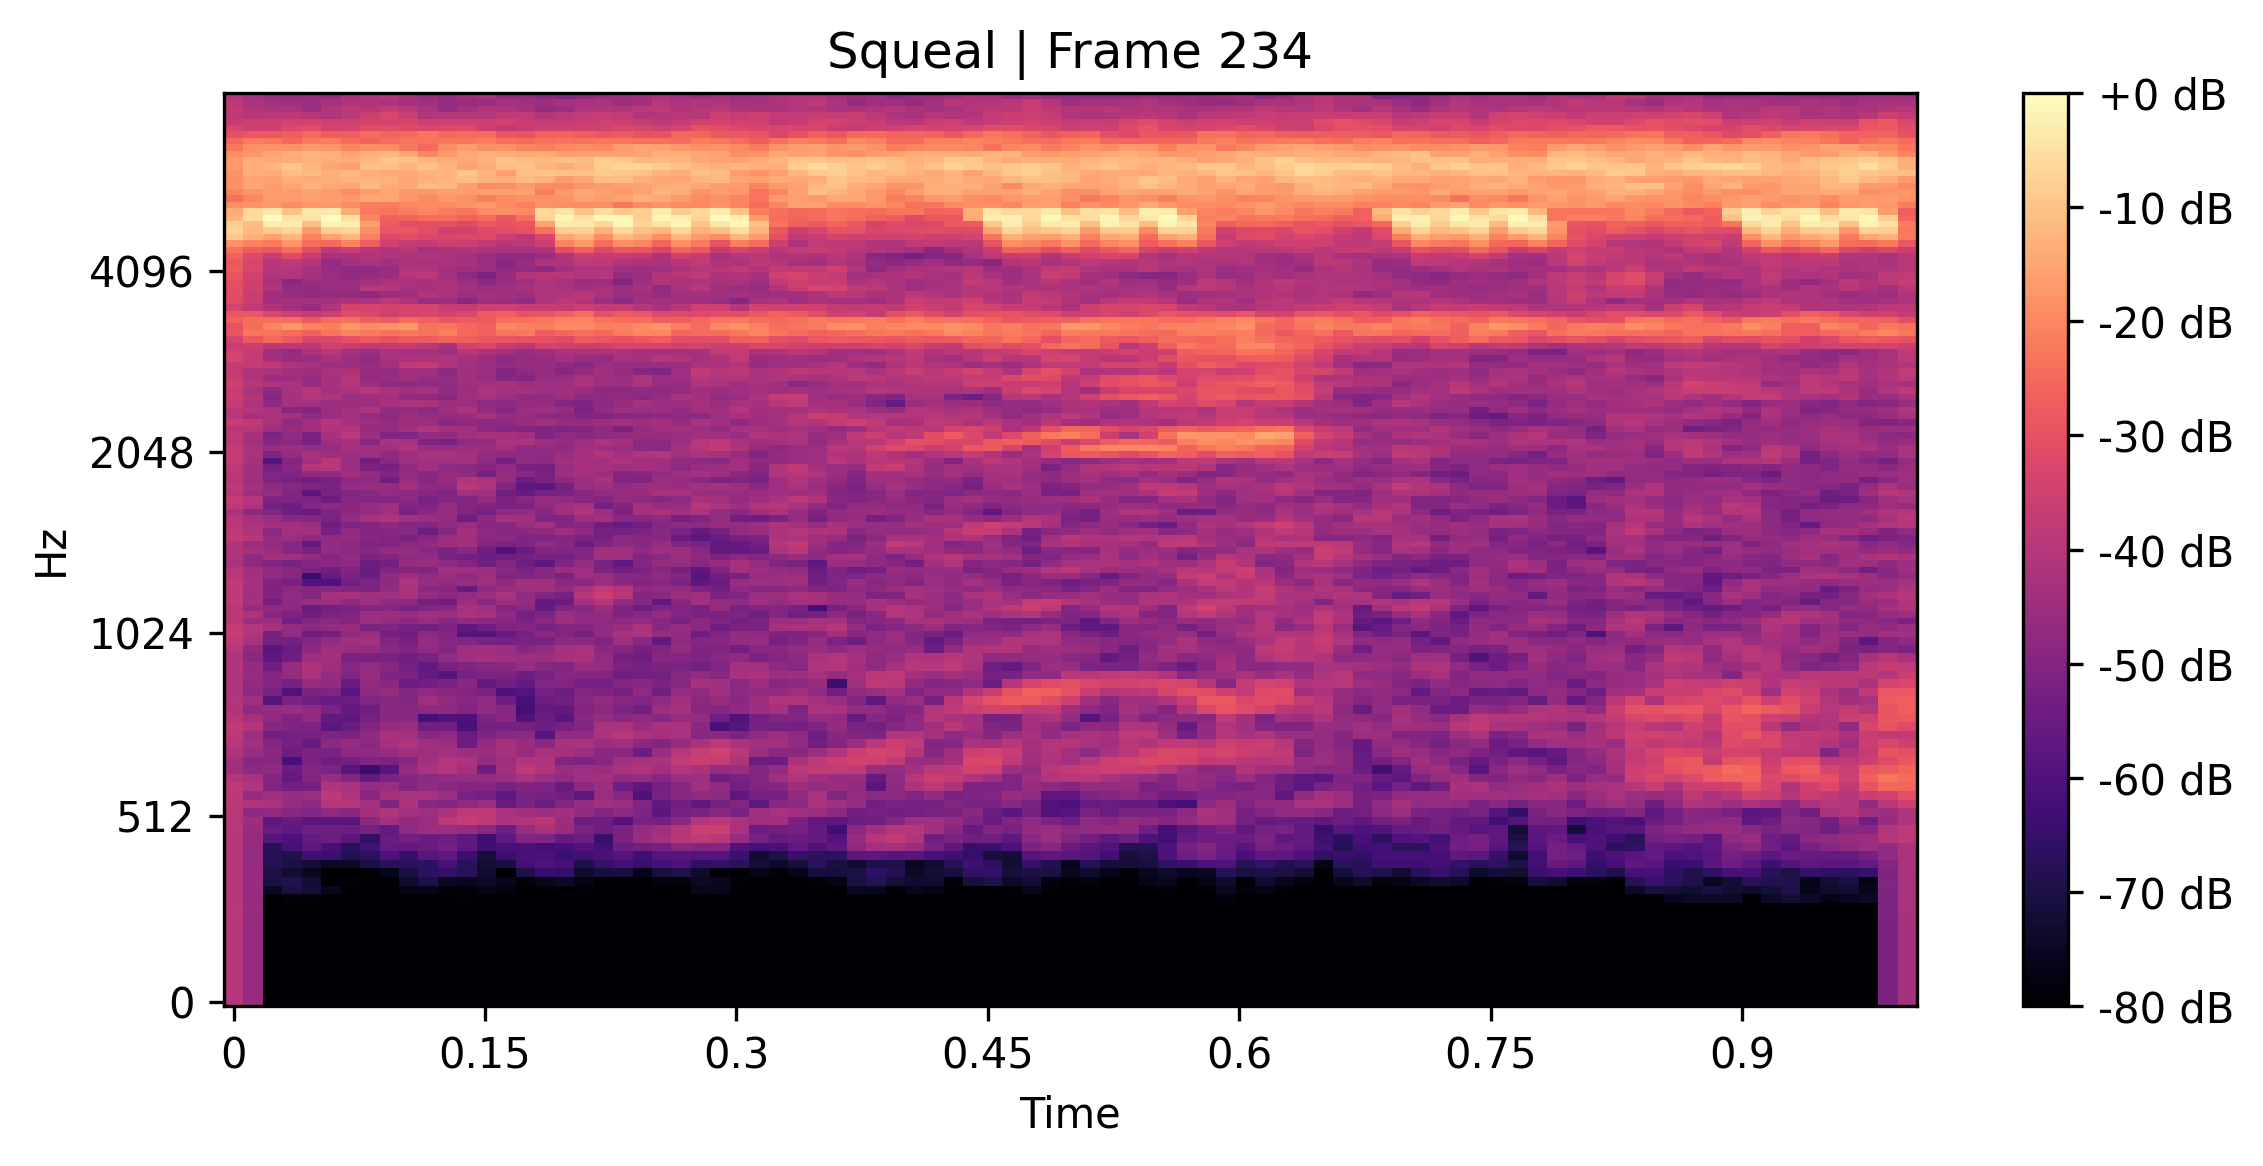 Squeal | Frame 234
+0 dB
-10 dB
-20 dB
-30 dB
-40 dB
-50 dB
-60 dB
-70 dB
-80 dB
Hz
4096
2048
1024
512
0
0 0.15 0.3 0.45 0.6 0.75 0.9
Time